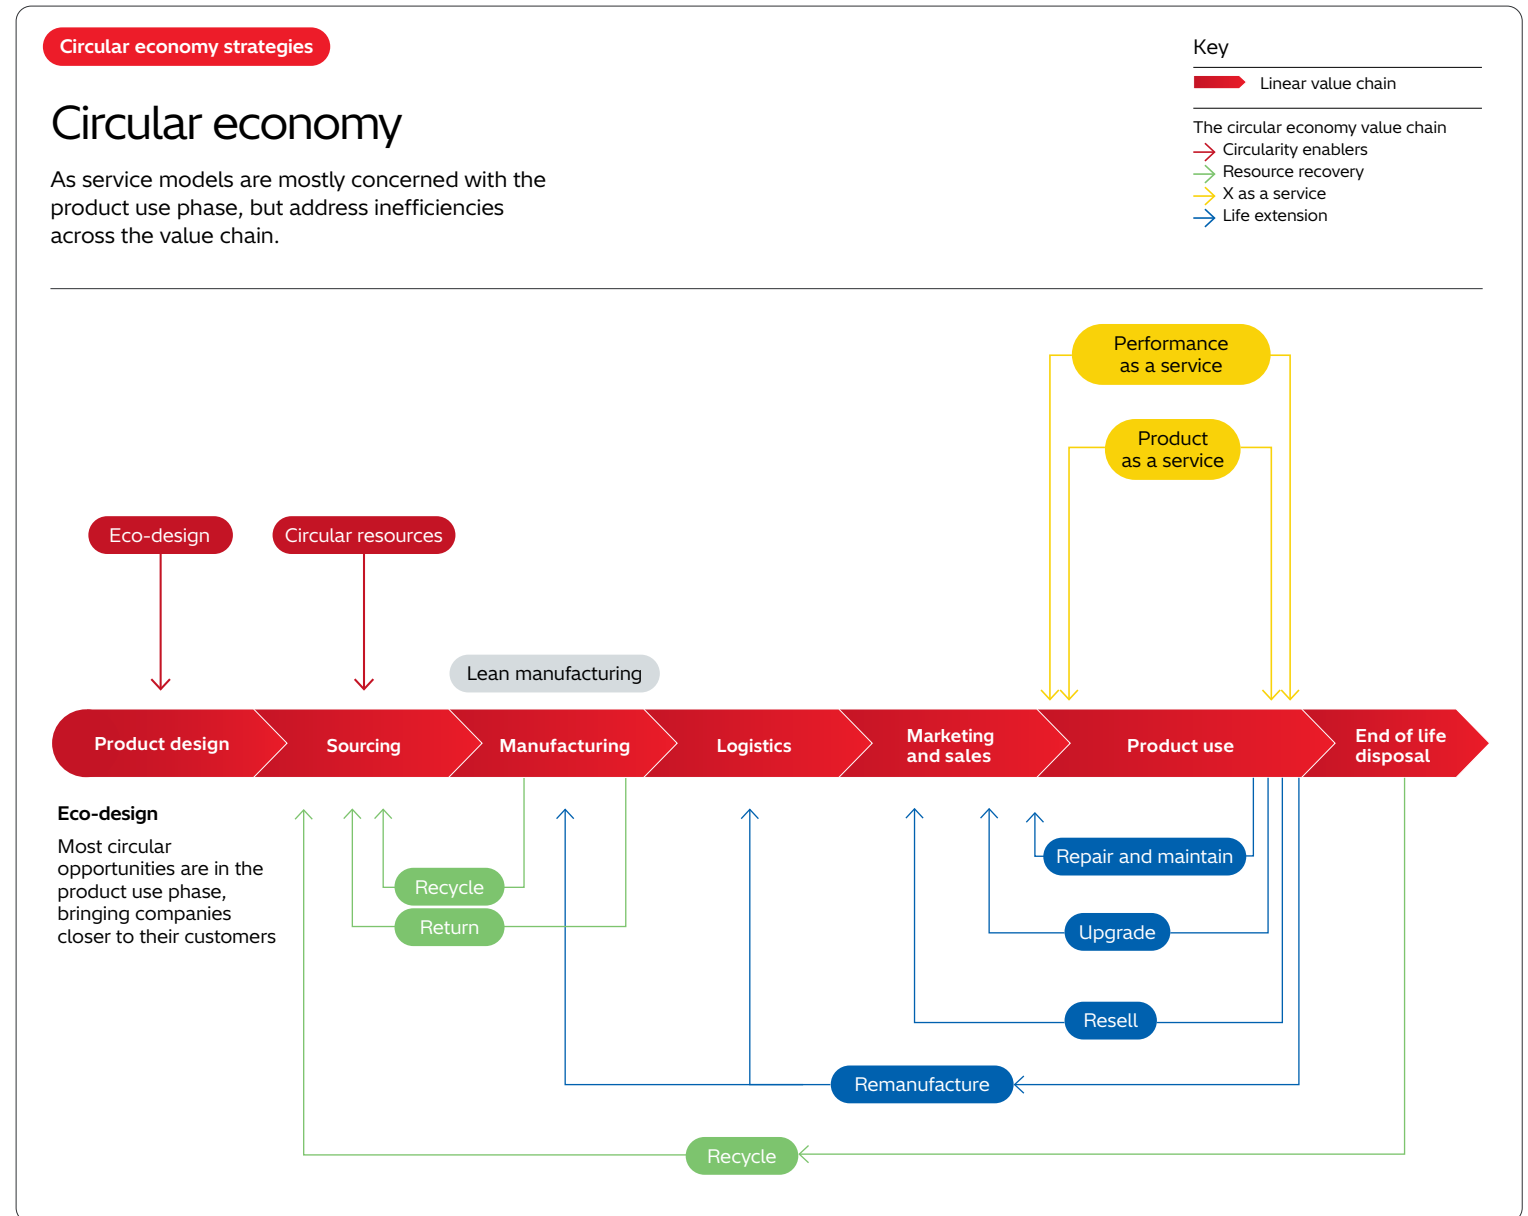 Circular economy strategies
Circular economy
As service models are mostly concerned with the
product use phase, but address inefficiencies
across the value chain.
Key
Linear value chain
The circular economy value chain
Circularity enablers
Resource recovery
X as a service
Life extension
Performance
as a service
Product
as a service
Eco-design
Circular resources
Lean manufacturing
Product design
Sourcing
Manufacturing
Logistics
Marketing
and sales
Product use
End of life
disposal
Eco-design
Most circular
opportunities are in the
product use phase,
bringing companies
closer to their customers
Recycle
Return
Repair and maintain
Upgrade
Resell
Remanufacture
Recycle